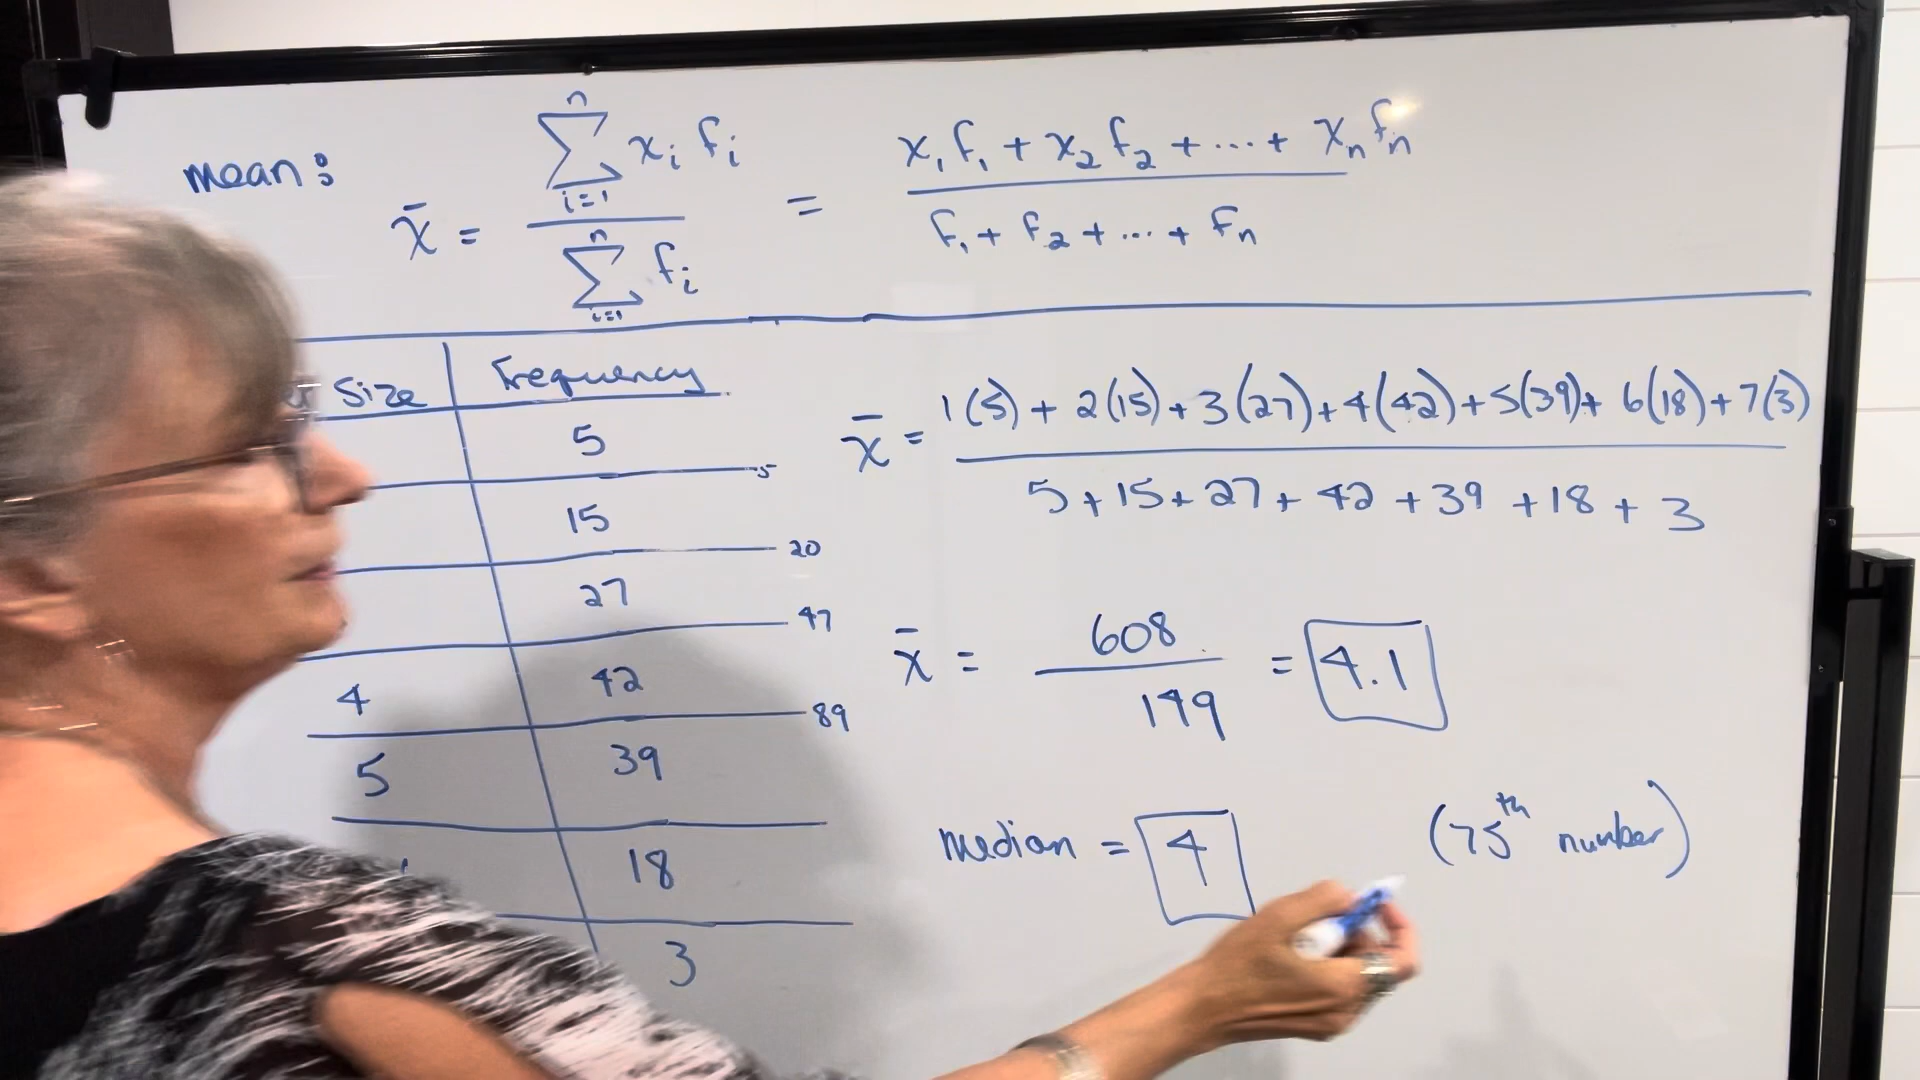 mean: x̄ = ∑ⁿᵢ₌₁ xᵢ fᵢ / ∑ⁿᵢ₌₁ fᵢ = x₁f₁ + x₂f₂ + ... + xₙfₙ / f₁ + f₂ + ... + fₙ
Size Frequency
5
5
15
20
27
47
4 42
89
5 39
18
3
x̄ = 1(5) + 2(15) + 3(27) + 4(42) + 5(39) + 6(18) + 7(3) / 5 + 15 + 27 + 42 + 39 + 18 + 3
x̄ = 608 / 149 = 4.1
median = 4 (75th number)